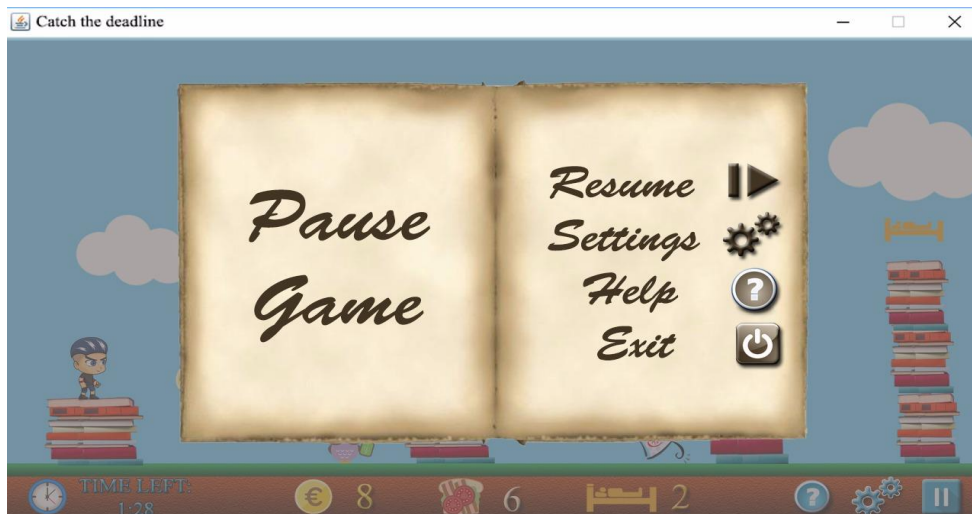 Catch the deadline
Pause
Game
Resume
Settings
Help
Exit
TIME LEFT:
1:28
8
6
2